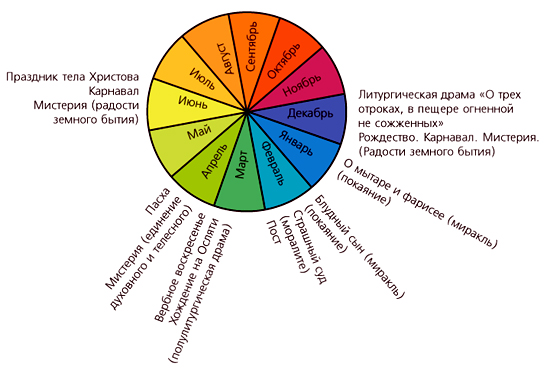 Сентябрь
Октябрь
Ноябрь
Декабрь
Январь
Февраль
Март
Апрель
Май
Июнь
Июль
Август
Праздник тела Христова
Карнавал
Мистерия (радости
земного бытия)
Литургическая драма «О трех
отроках, в пещере огненной
не сожженных»
Рождество. Карнавал. Мистерия.
(Радости земного бытия)
О мытаре и фарисее (миракль)
(покаяние)
Блудный сын (миракль)
(покаяние)
Страшный суд
(моралите)
Пост
Вербное воскресенье
Хождение на Осляти
(полулитургическая драма)
Пасха
Мистерия (единение
духовного и телесного)